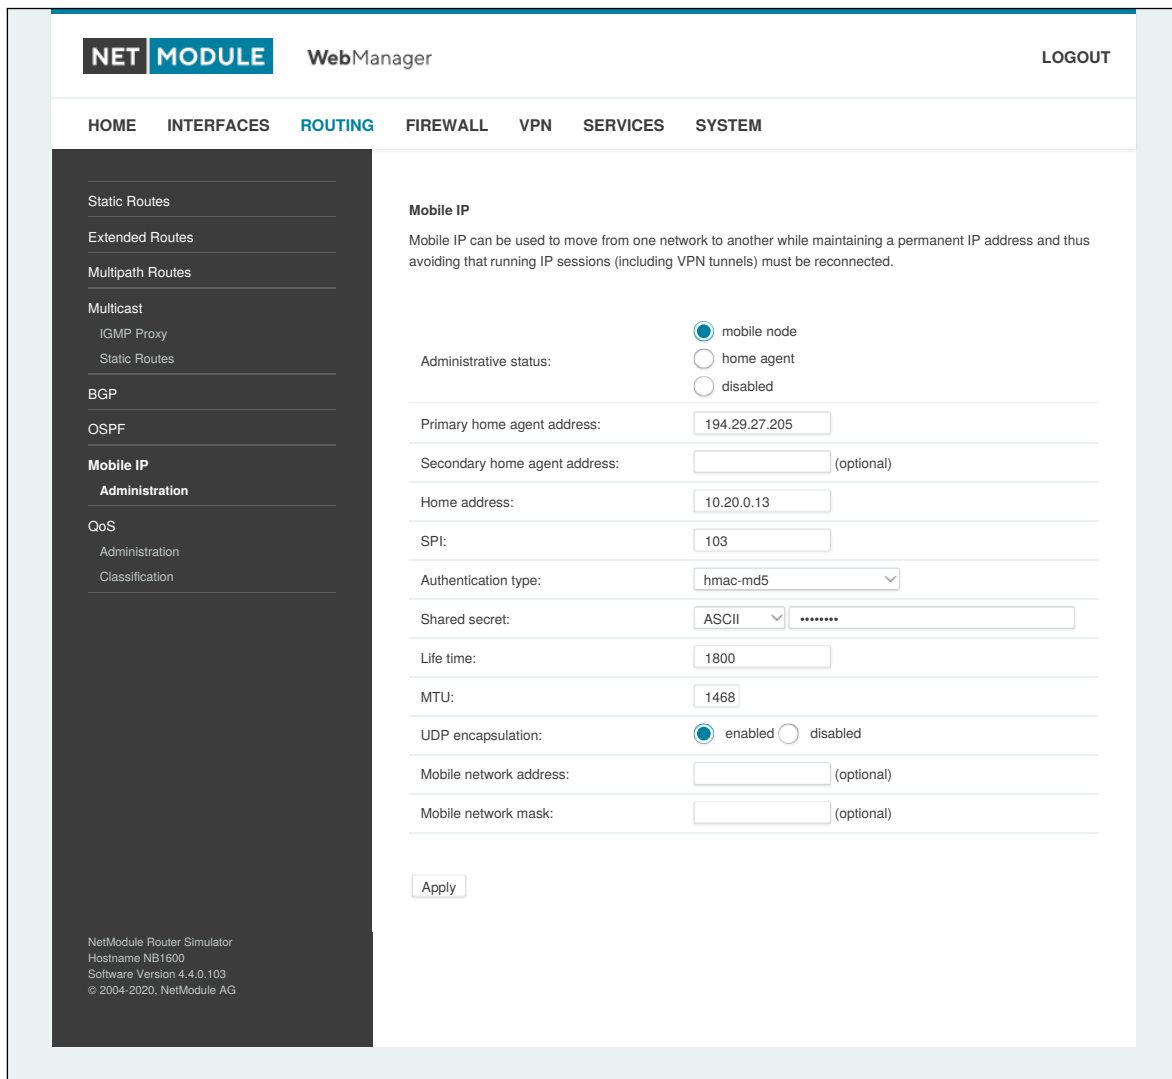 NET MODULE WebManager LOGOUT
HOME INTERFACES ROUTING FIREWALL VPN SERVICES SYSTEM
Static Routes
Extended Routes
Multipath Routes
Multicast
IGMP Proxy
Static Routes
BGP
OSPF
Mobile IP
Administration
QoS
Administration
Classification
NetModule Router Simulator
Hostname NB1600
Software Version 4.4.0.103
© 2004-2020, NetModule AG
Mobile IP
Mobile IP can be used to move from one network to another while maintaining a permanent IP address and thus
avoiding that running IP sessions (including VPN tunnels) must be reconnected.
Administrative status:
mobile node
home agent
disabled
Primary home agent address: 194.29.27.205
Secondary home agent address: (optional)
Home address: 10.20.0.13
SPI: 103
Authentication type: hmac-md5
Shared secret: ASCII ••••••••
Life time: 1800
MTU: 1468
UDP encapsulation: enabled disabled
Mobile network address: (optional)
Mobile network mask: (optional)
Apply